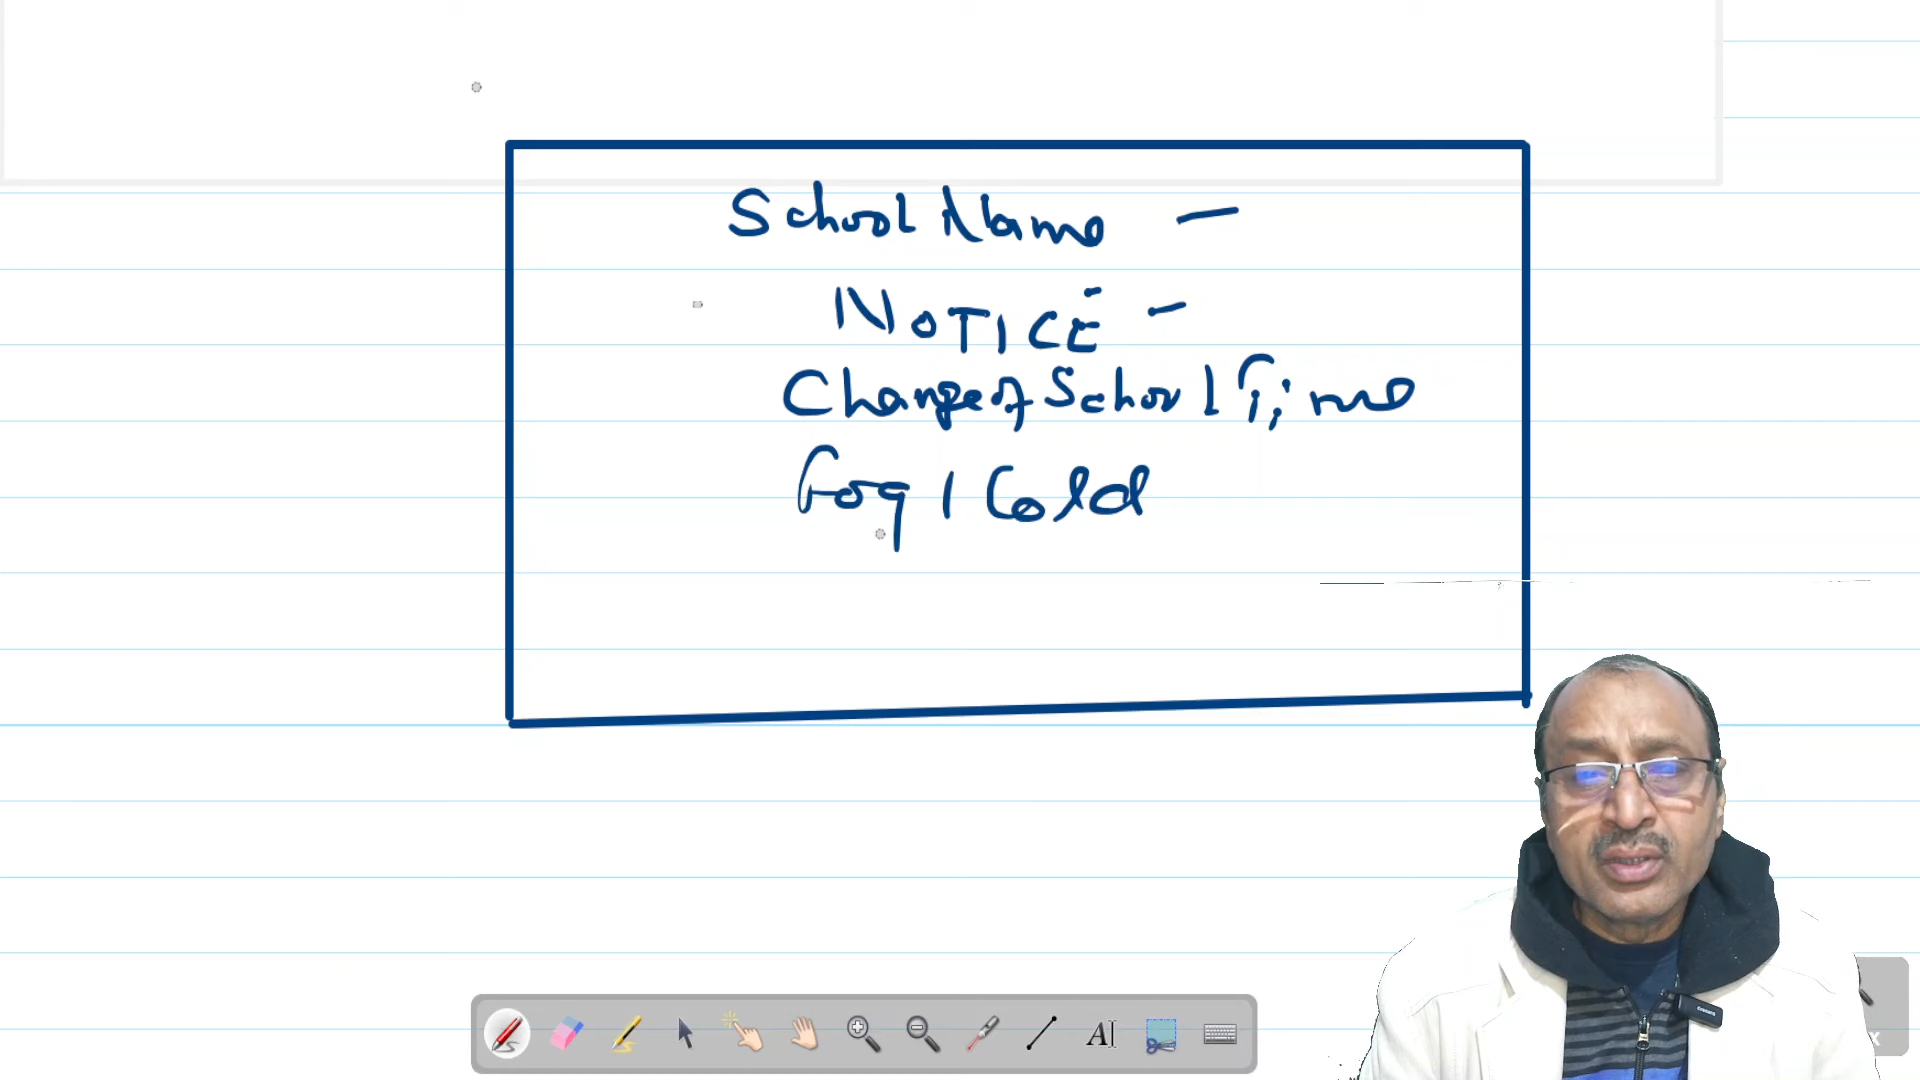 School Name —
NOTICE —
Change of School Time
Fog / Cold